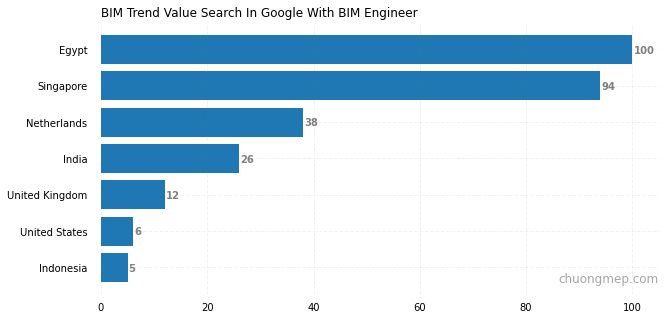 BIM Trend Value Search In Google With BIM Engineer
Egypt 100
Singapore 94
Netherlands 38
India 26
United Kingdom 12
United States 6
Indonesia 5
chuongmep.com
0 20 40 60 80 100